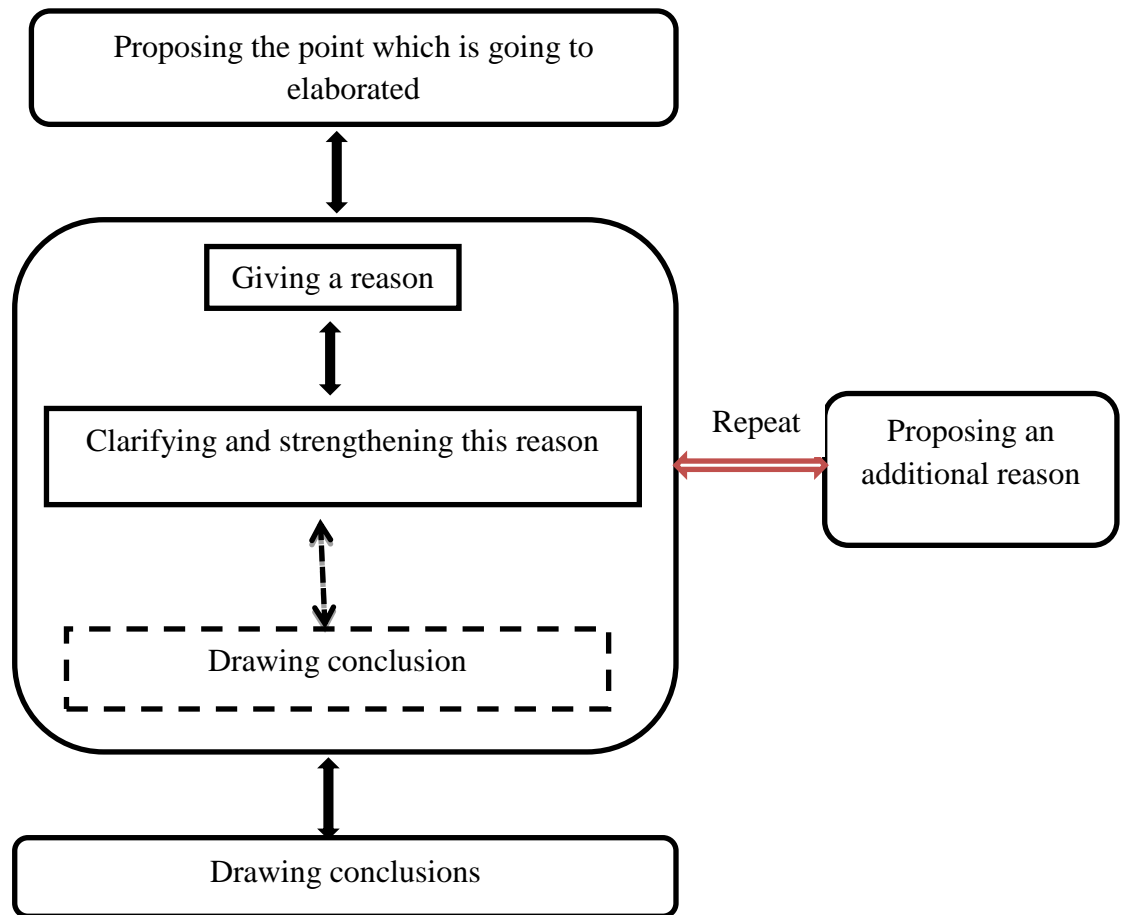 Proposing the point which is going to
elaborated
Giving a reason
Clarifying and strengthening this reason
Repeat
Proposing an
additional reason
Drawing conclusion
Drawing conclusions